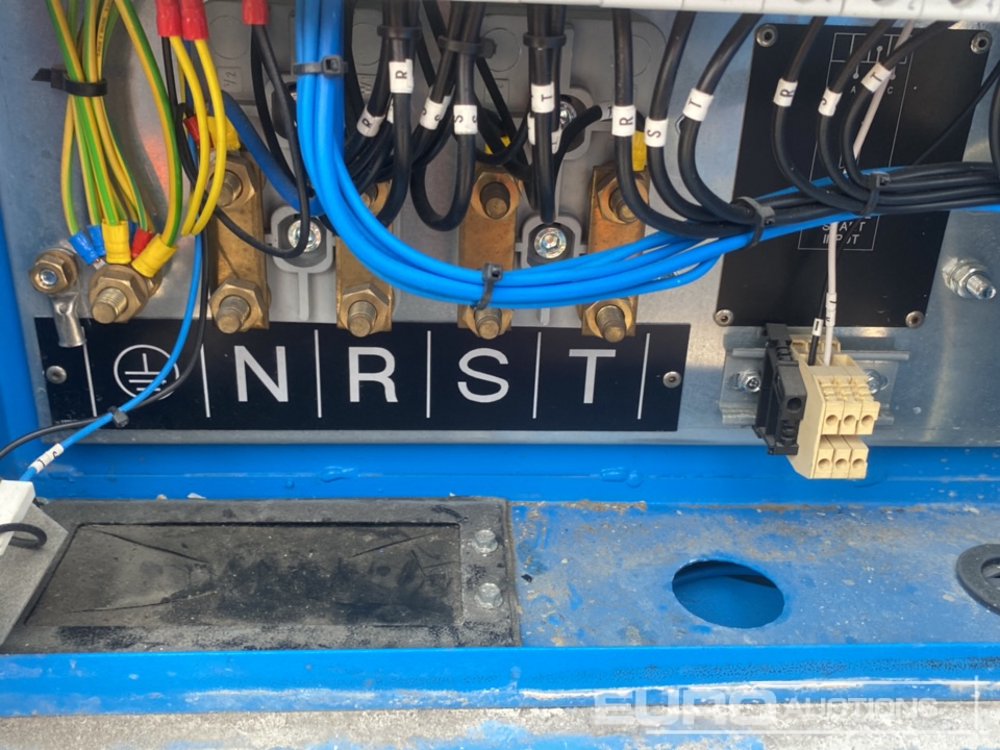 R S T R S T
R S S T R S T
A C
START
INPUT
N R S T
EURO AUCTIONS